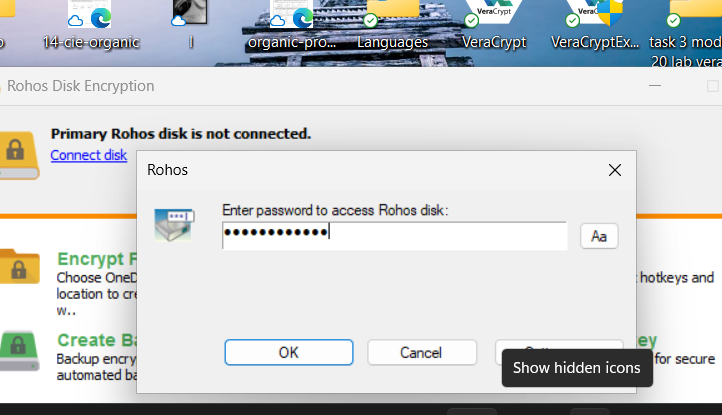 14-cie-organic
I
organic-pro...
Languages
VeraCrypt
VeraCrypt
VeraCrypt
VeraCryptEx...
task 3 mod
20 lab vera
Rohos Disk Encryption
Primary Rohos disk is not connected.
Connect disk
Rohos
Enter password to access Rohos disk:
Aa
Encrypt F
Choose OneD
location to cre
w..
hotkeys and
Create Ba
Backup encry
automated ba
ey
for secure
OK
Cancel
Show hidden icons